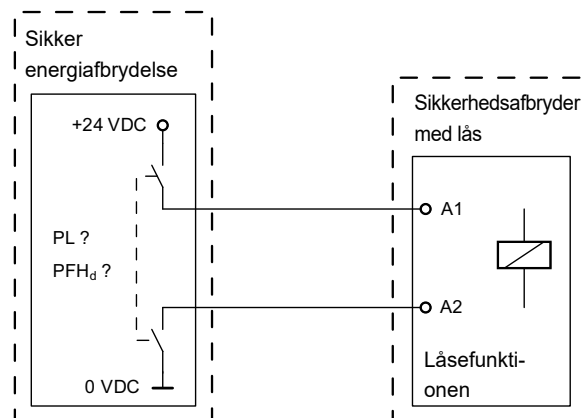 Sikker
energiafbrydelse
+24 VDC
PL ?
PFHd ?
0 VDC
Sikkerhedsafbryder
med lås
A1
A2
Låsefunkti-
onen